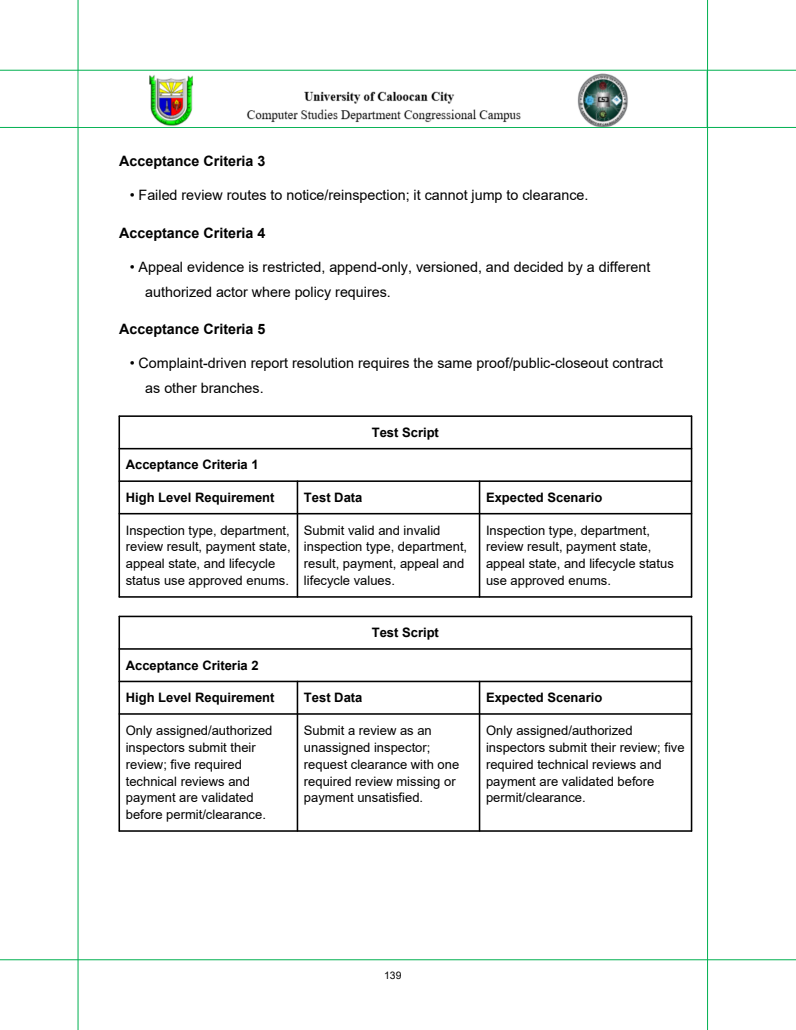 University of Caloocan City
Computer Studies Department Congressional Campus
Acceptance Criteria 3
• Failed review routes to notice/reinspection; it cannot jump to clearance.
Acceptance Criteria 4
• Appeal evidence is restricted, append-only, versioned, and decided by a different
authorized actor where policy requires.
Acceptance Criteria 5
• Complaint-driven report resolution requires the same proof/public-closeout contract
as other branches.
Test Script
Acceptance Criteria 1
High Level Requirement
Test Data
Expected Scenario
Inspection type, department,
review result, payment state,
appeal state, and lifecycle
status use approved enums.
Submit valid and invalid
inspection type, department,
result, payment, appeal and
lifecycle values.
Inspection type, department,
review result, payment state,
appeal state, and lifecycle status
use approved enums.
Test Script
Acceptance Criteria 2
High Level Requirement
Test Data
Expected Scenario
Only assigned/authorized
inspectors submit their
review; five required
technical reviews and
payment are validated
before permit/clearance.
Submit a review as an
unassigned inspector;
request clearance with one
required review missing or
payment unsatisfied.
Only assigned/authorized
inspectors submit their review; five
required technical reviews and
payment are validated before
permit/clearance.
139